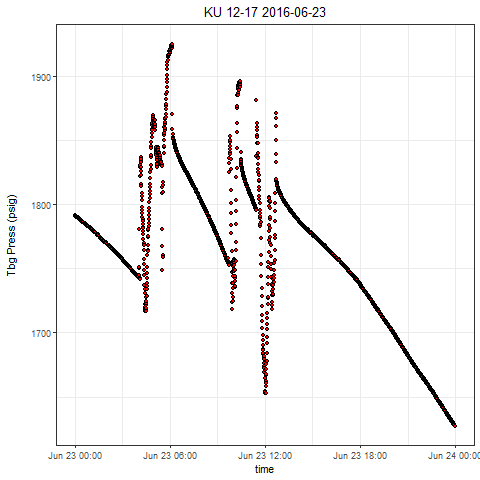 KU 12-17 2016-06-23
Tbg Press (psig)
1900
1800
1700
Jun 23 00:00 Jun 23 06:00 Jun 23 12:00 Jun 23 18:00 Jun 24 00:00
time